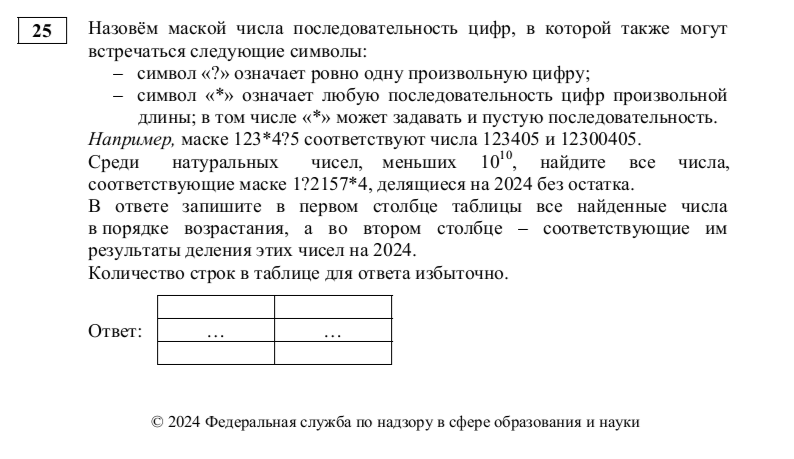 25
Назовём маской числа последовательность цифр, в которой также могут
встречаться следующие символы:
– символ «?» означает ровно одну произвольную цифру;
– символ «*» означает любую последовательность цифр произвольной
длины; в том числе «*» может задавать и пустую последовательность.
Например, маске 123*4?5 соответствуют числа 123405 и 12300405.
Среди натуральных чисел, меньших 10¹⁰, найдите все числа,
соответствующие маске 1?2157*4, делящиеся на 2024 без остатка.
В ответе запишите в первом столбце таблицы все найденные числа
в порядке возрастания, а во втором столбце – соответствующие им
результаты деления этих чисел на 2024.
Количество строк в таблице для ответа избыточно.
Ответ:
… …
© 2024 Федеральная служба по надзору в сфере образования и науки